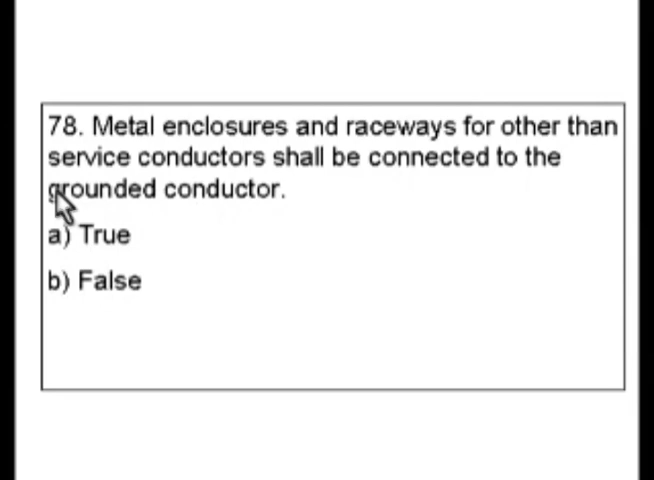 78. Metal enclosures and raceways for other than
service conductors shall be connected to the
grounded conductor.
a) True
b) False